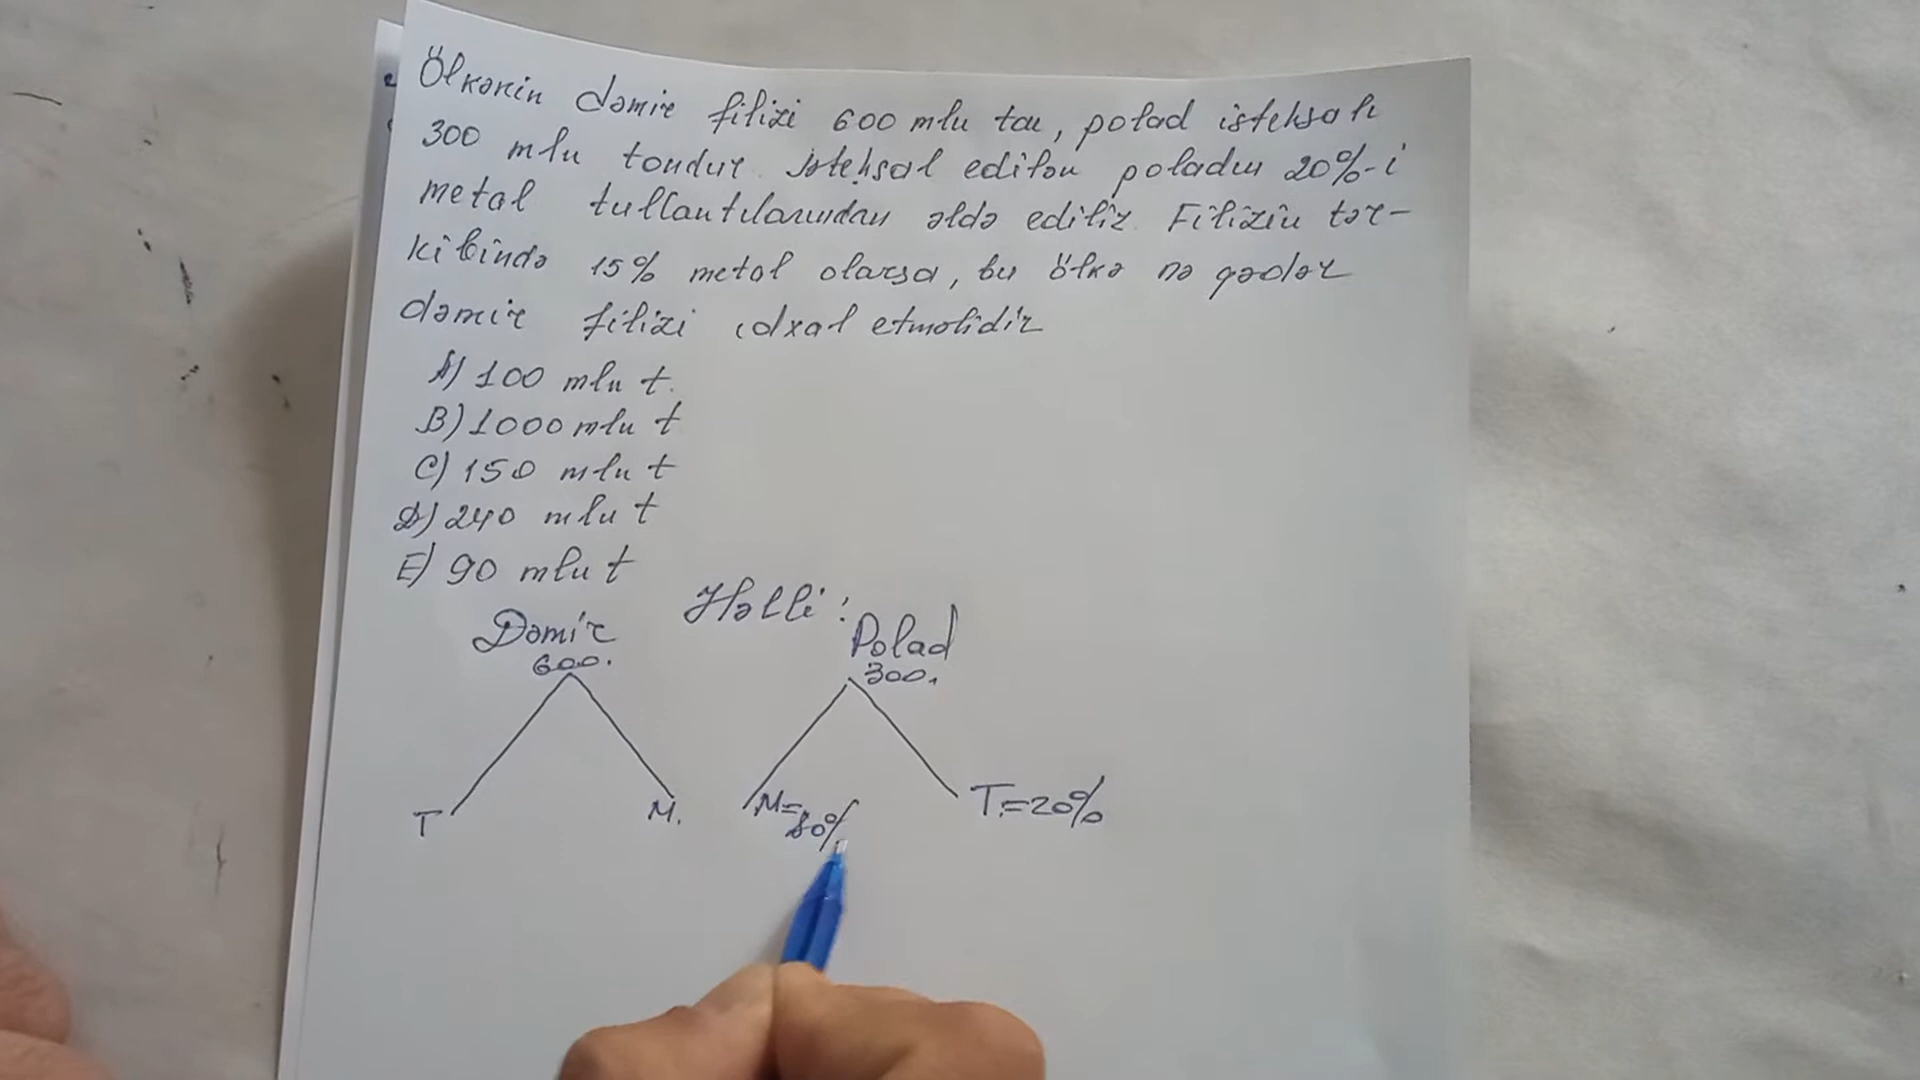 Ölkənin dəmir filizi 600 mln ton, polad istehsalı
300 mln tondur. İstehsal edilən poladın 20%-i
metal tullantılarından əldə edilir. Filizin tər-
kibində 15% metal olarsa, bu ölkə nə qədər
dəmir filizi idxal etməlidir
A) 100 mln t.
B) 1000 mln t
C) 150 mln t
D) 240 mln t
E) 90 mln t
Həlli:
Dəmir
600.
Polad
300.
T
M.
M=80%
T.=20%